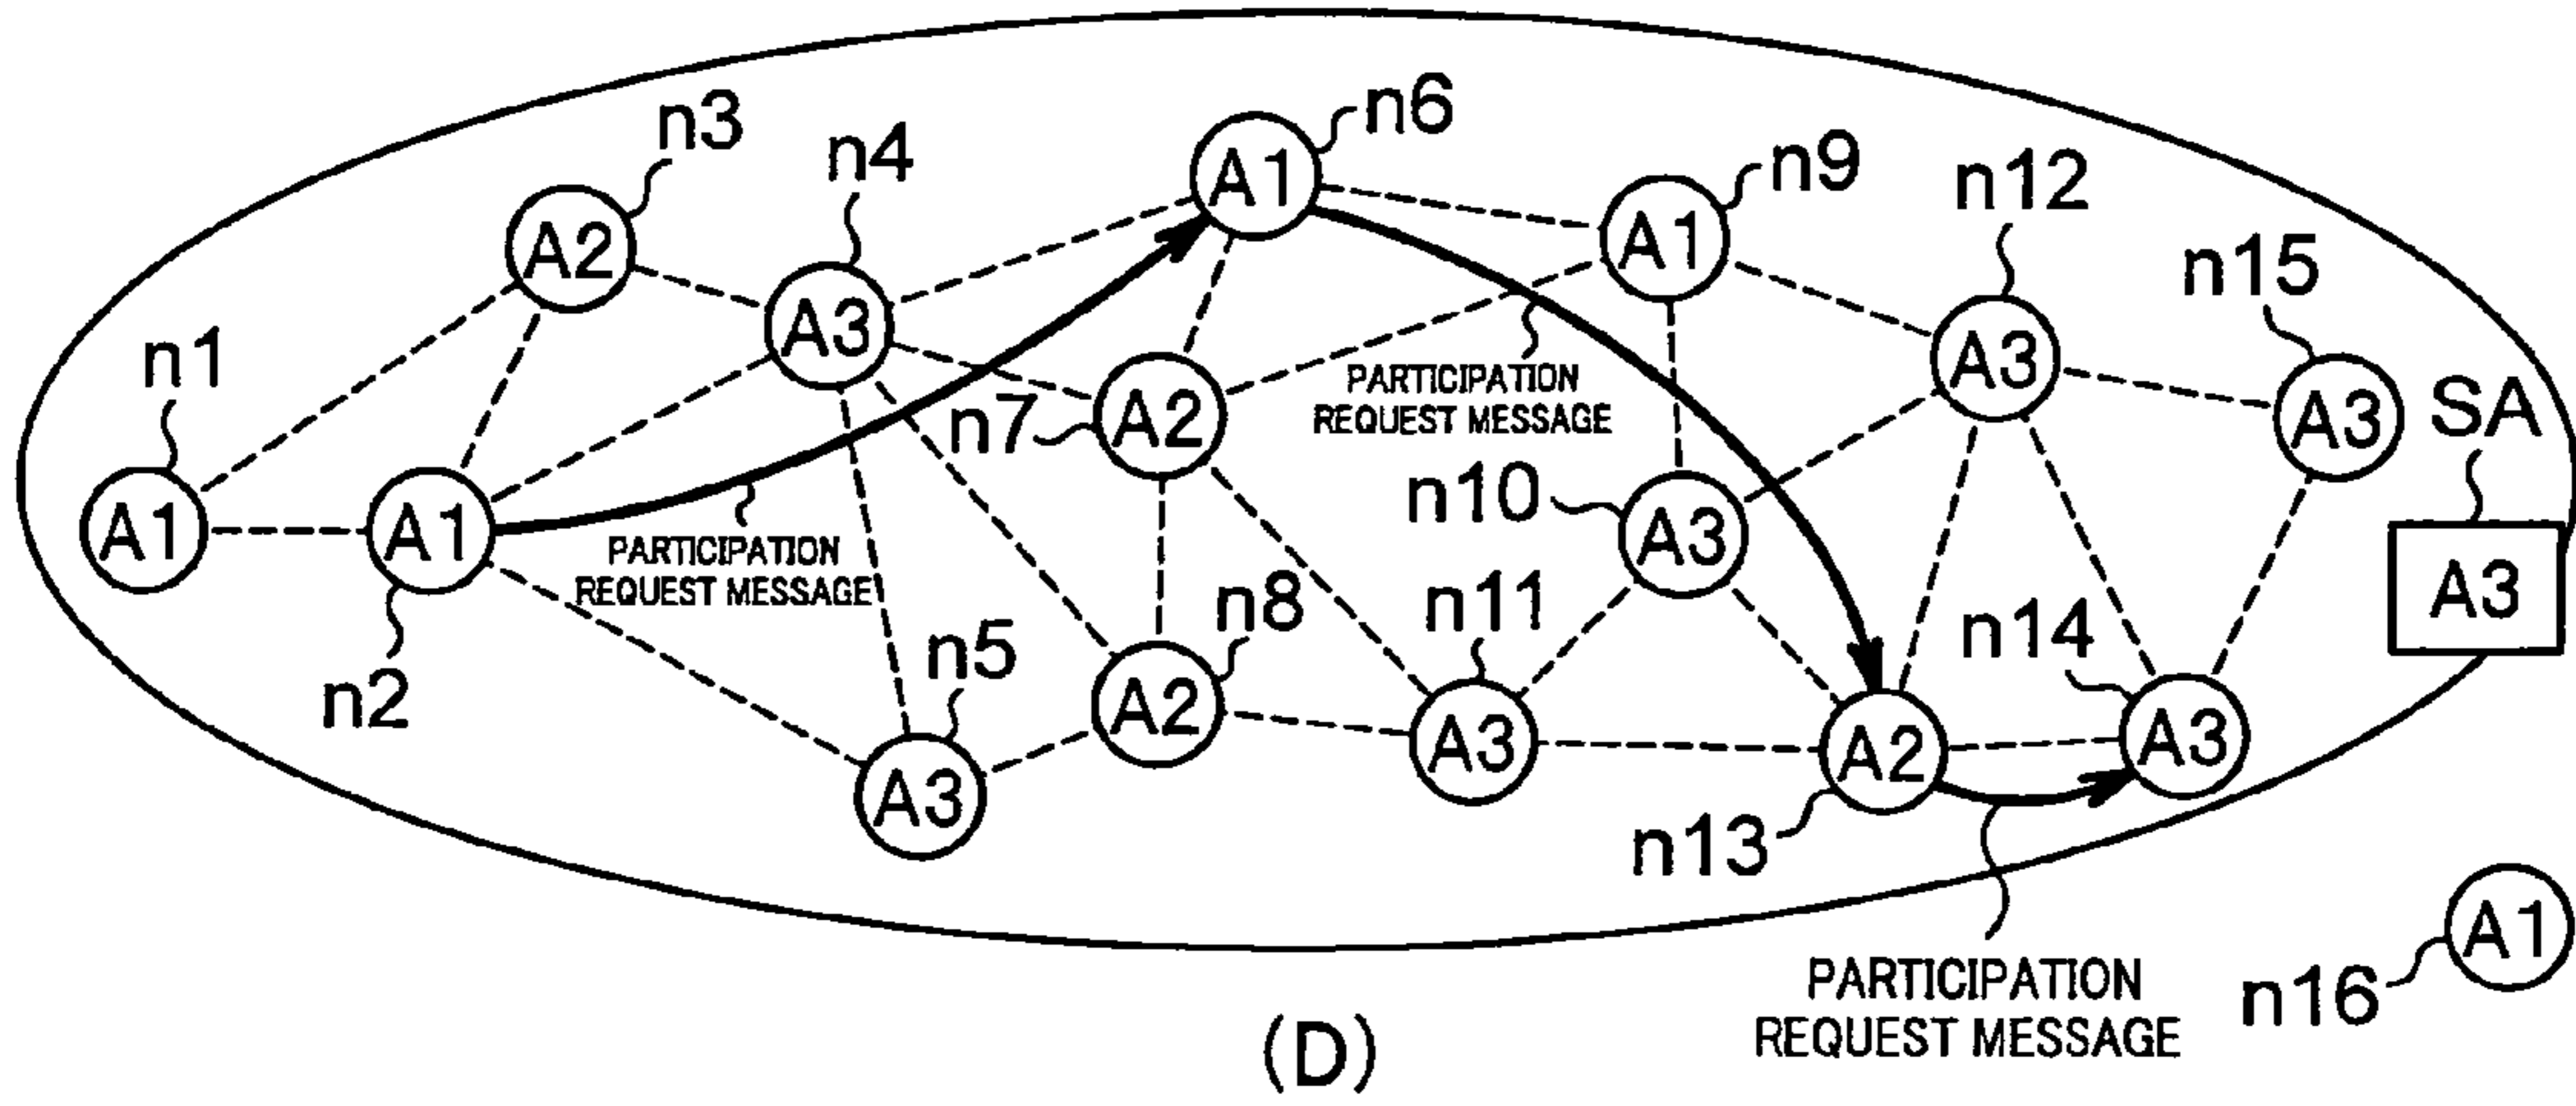 n6
n3
n4
n9
n12
A1
n15
A2
A1
n1
A3
A3
A3
SA
n7
A2
PARTICIPATION
REQUEST MESSAGE
n10
A1
A1
PARTICIPATION
REQUEST MESSAGE
A3
A3
n8
n11
n14
n5
n2
A2
A3
A2
A3
A3
n13
A1
PARTICIPATION
REQUEST MESSAGE
n16
(D)